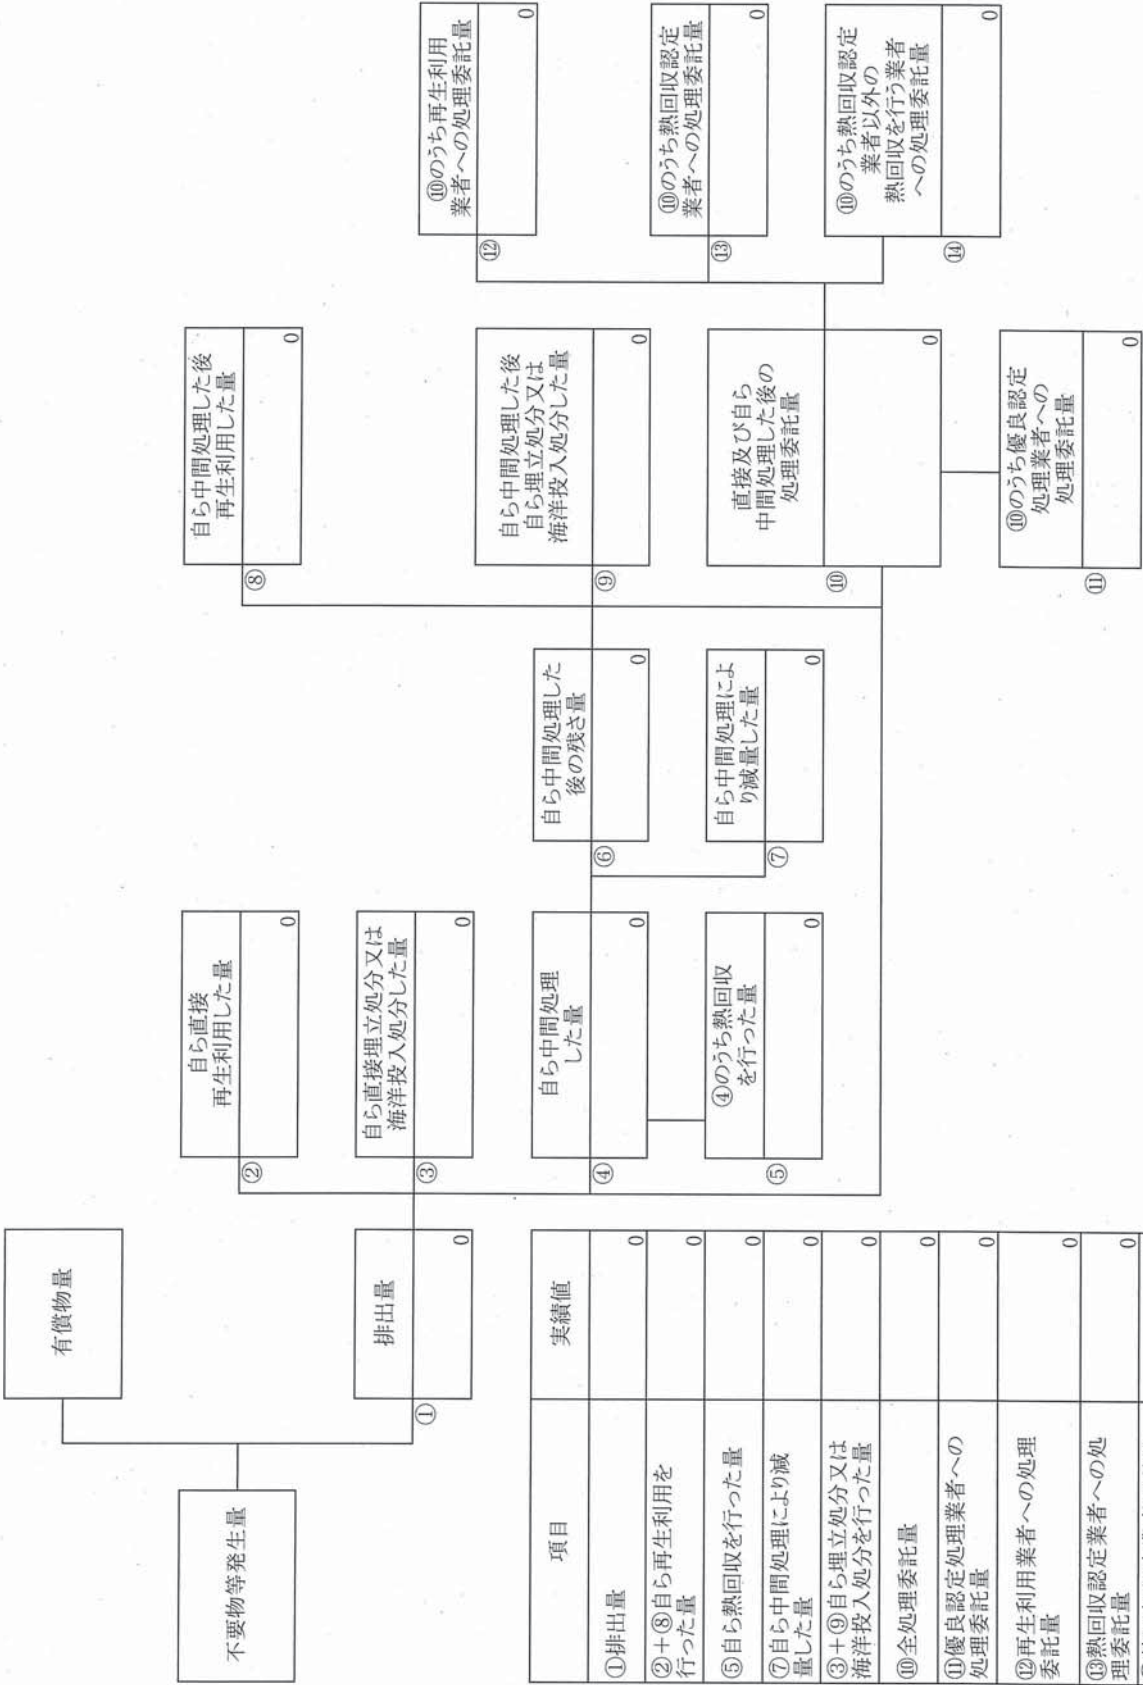 不要物等発生量
有償物量
排出量
①
0
自ら直接
再生利用した量
②
0
自ら直接埋立処分又は
海洋投入処分した量
③
0
自ら中間処理
した量
④
0
④のうち熱回収
を行った量
⑤
0
自ら中間処理した
後の残さ量
⑥
0
自ら中間処理によ
り減量した量
⑦
0
自ら中間処理した後
再生利用した量
⑧
0
自ら中間処理した後
自ら埋立処分又は
海洋投入処分した量
⑨
0
直接及び自ら
中間処理した後の
処理委託量
⑩
0
⑩のうち優良認定
処理業者への
処理委託量
⑪
0
⑩のうち再生利用
業者への処理委託量
⑫
0
⑩のうち熱回収認定
業者への処理委託量
⑬
0
⑩のうち熱回収認定
業者以外の
熱回収を行う業者
への処理委託量
⑭
0
項目
実績値
①排出量
0
②+⑧自ら再生利用を
行った量
0
⑤自ら熱回収を行った量
0
⑦自ら中間処理により減
量した量
0
③+⑨自ら埋立処分又は
海洋投入処分を行った量
0
⑩全処理委託量
0
⑪優良認定処理業者への
処理委託量
0
⑫再生利用業者への処理
委託量
0
⑬熱回収認定業者への処
理委託量
0